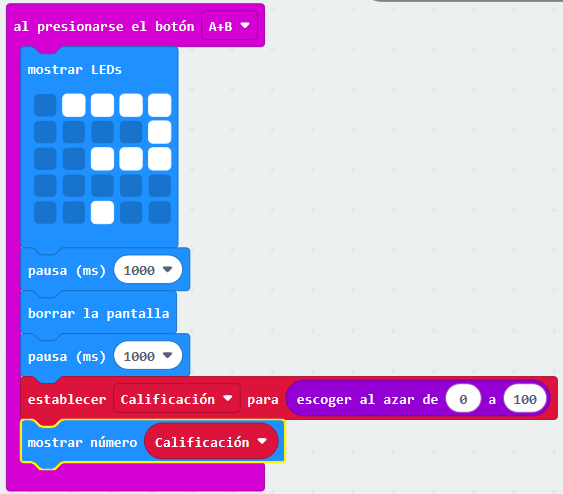 al presionarse el botón A+B
mostrar LEDs
pausa (ms) 1000
borrar la pantalla
pausa (ms) 1000
establecer Calificación para escoger al azar de 0 a 100
mostrar número Calificación